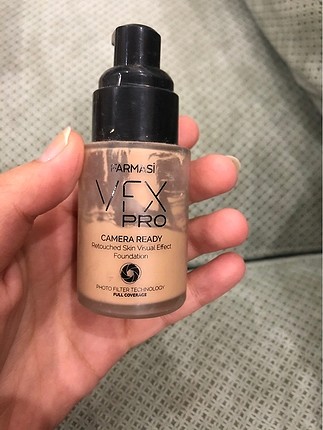 FARMASİ
VFX
PRO
CAMERA READY
Retouched Skin Visual Effect
Foundation
PHOTO FILTER TECHNOLOGY
FULL COVERAGE